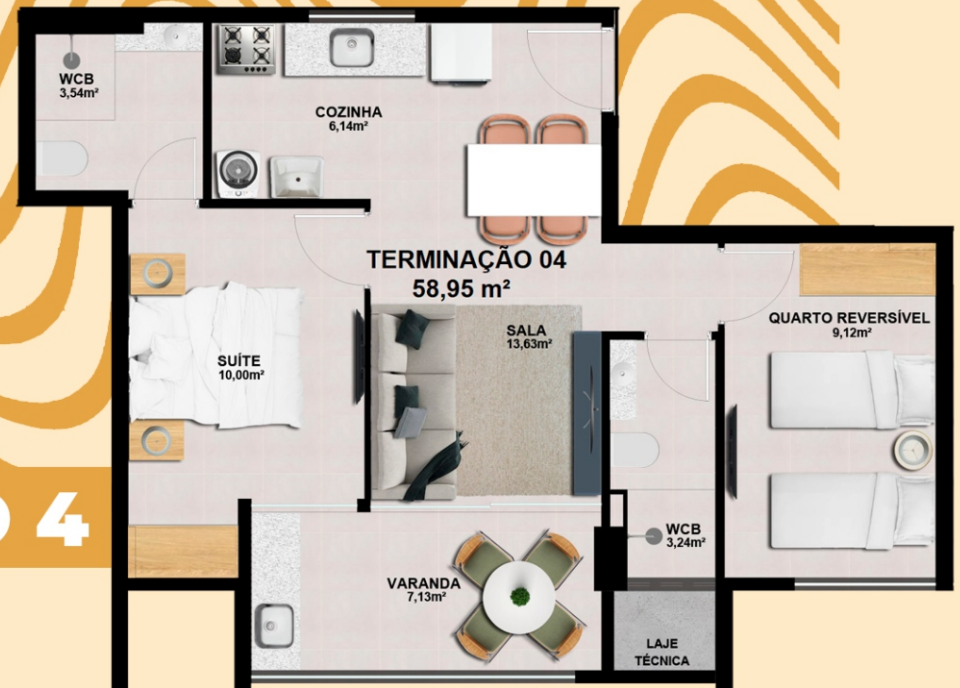 WCB
3,54m²
COZINHA
6,14m²
TERMINAÇÃO 04
58,95 m²
QUARTO REVERSÍVEL
9,12m²
SALA
13,63m²
SUÍTE
10,00m²
4
WCB
3,24m²
VARANDA
7,13m²
LAJE
TÉCNICA